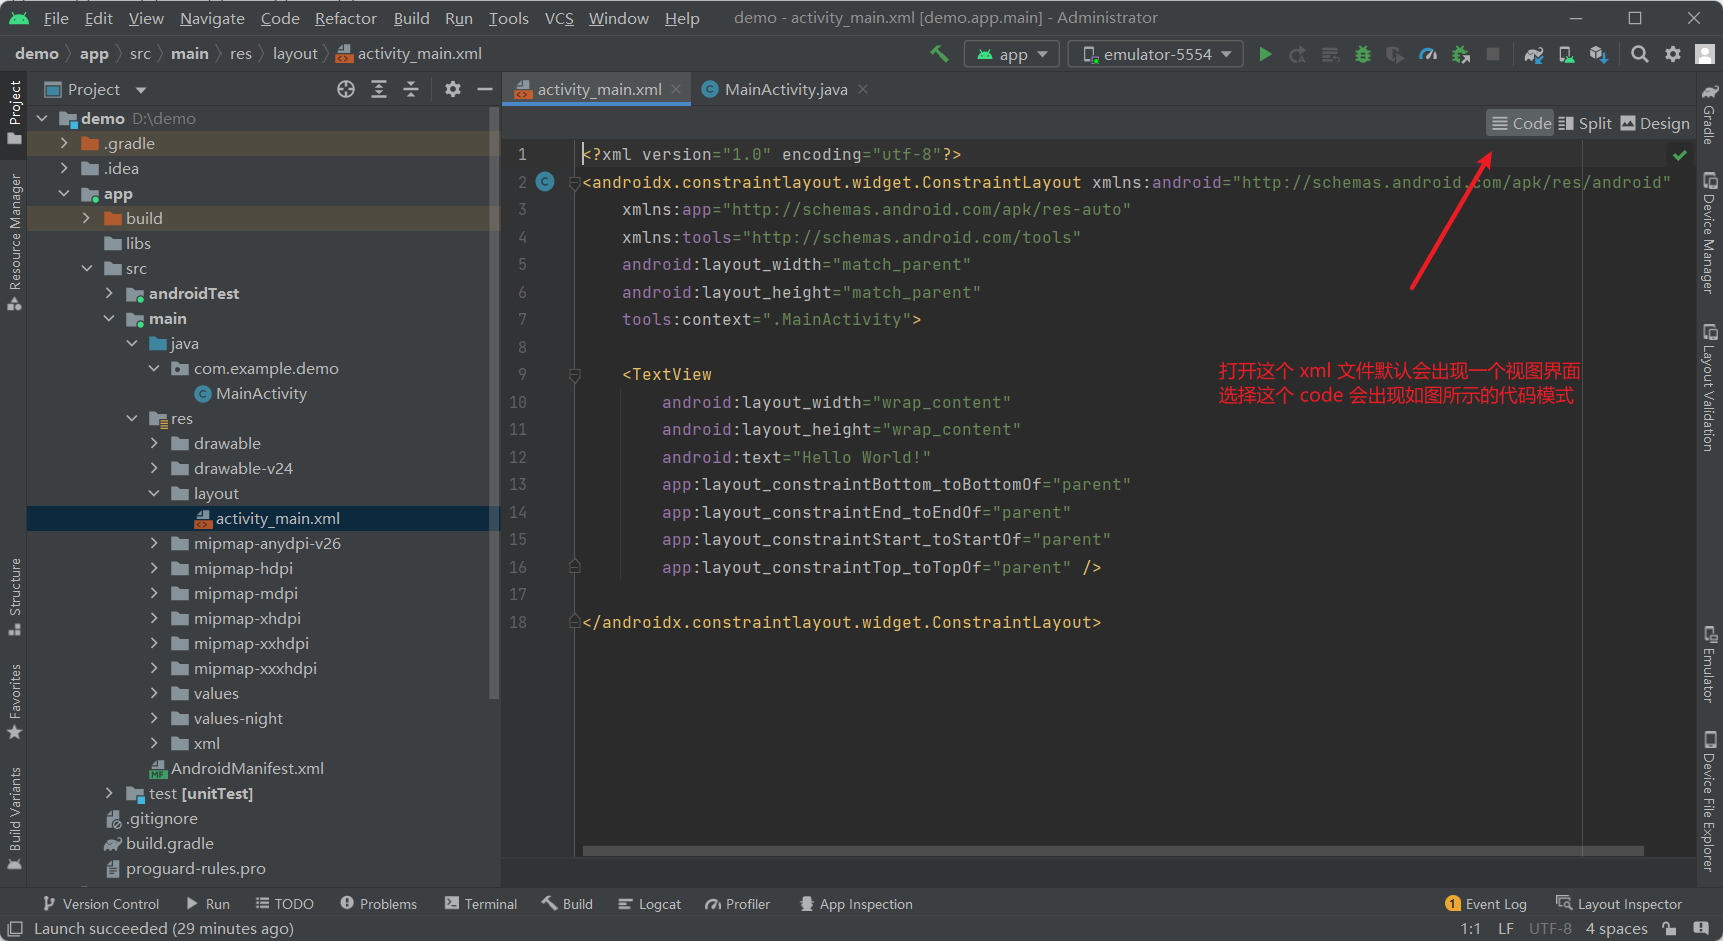 File Edit View Navigate Code Refactor Build Run Tools VCS Window Help demo - activity_main.xml [demo.app.main] - Administrator
demo app src main res layout activity_main.xml app emulator-5554
Project
Resource Manager
Structure
Favorites
Build Variants
Project
demo D:\demo
.gradle
.idea
app
build
libs
src
androidTest
main
java
com.example.demo
MainActivity
res
drawable
drawable-v24
layout
activity_main.xml
mipmap-anydpi-v26
mipmap-hdpi
mipmap-mdpi
mipmap-xhdpi
mipmap-xxhdpi
mipmap-xxxhdpi
values
values-night
xml
AndroidManifest.xml
test [unitTest]
.gitignore
build.gradle
proguard-rules.pro
activity_main.xml MainActivity.java
Code Split Design
1 <?xml version="1.0" encoding="utf-8"?>
2 <androidx.constraintlayout.widget.ConstraintLayout xmlns:android="http://schemas.android.com/apk/res/android"
3 xmlns:app="http://schemas.android.com/apk/res-auto"
4 xmlns:tools="http://schemas.android.com/tools"
5 android:layout_width="match_parent"
6 android:layout_height="match_parent"
7 tools:context=".MainActivity">
8
9 <TextView
10 android:layout_width="wrap_content"
11 android:layout_height="wrap_content"
12 android:text="Hello World!"
13 app:layout_constraintBottom_toBottomOf="parent"
14 app:layout_constraintEnd_toEndOf="parent"
15 app:layout_constraintStart_toStartOf="parent"
16 app:layout_constraintTop_toTopOf="parent" />
17
18 </androidx.constraintlayout.widget.ConstraintLayout>
打开这个 xml 文件默认会出现一个视图界面
选择这个 code 会出现如图所示的代码模式
Gradle
Device Manager
Layout Validation
Emulator
Device File Explorer
Version Control Run TODO Problems Terminal Build Logcat Profiler App Inspection 1 Event Log Layout Inspector
Launch succeeded (29 minutes ago) 1:1 LF UTF-8 4 spaces